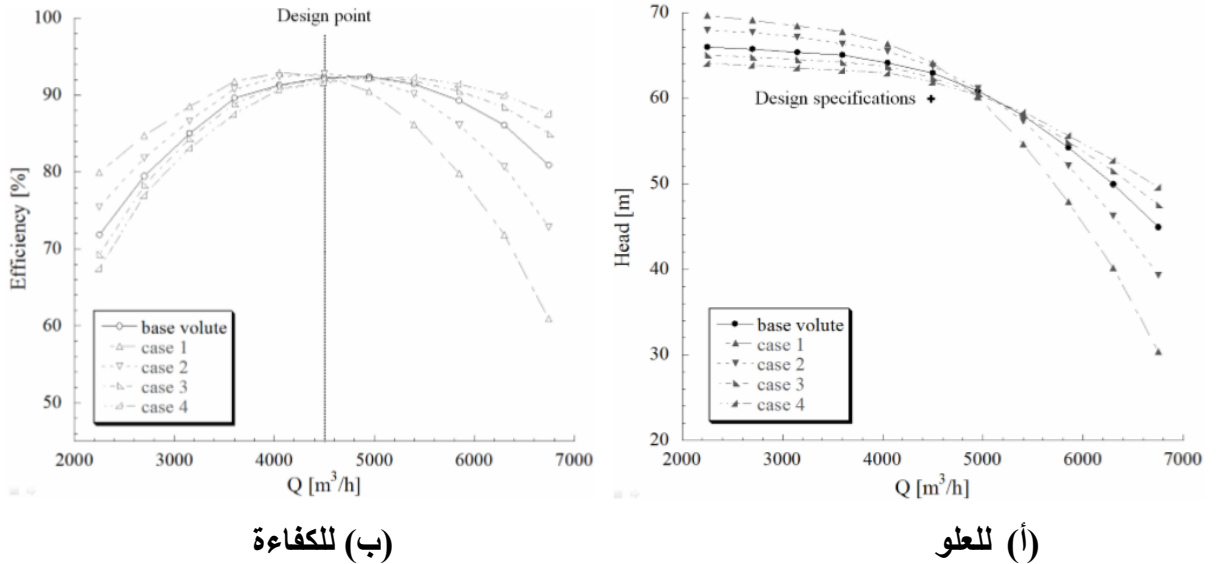 Design point
Efficiency [%]
100
90
80
70
60
50
base volute
case 1
case 2
case 3
case 4
2000
3000
4000
5000
6000
7000
Q [m³/h]
(ب) للكفاءة
Head [m]
70
60
50
40
30
20
Design specifications
base volute
case 1
case 2
case 3
case 4
2000
3000
4000
5000
6000
7000
Q [m³/h]
(أ) للعلو